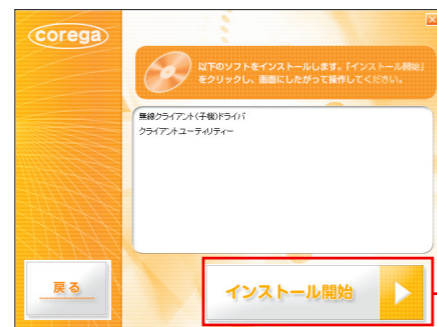 corega
以下のソフトをインストールします。「インストール開始」
をクリックし、画面にしたがって操作してください。
無線クライアント(子機)ドライバ
クライアントユーティリティー
戻る
インストール開始